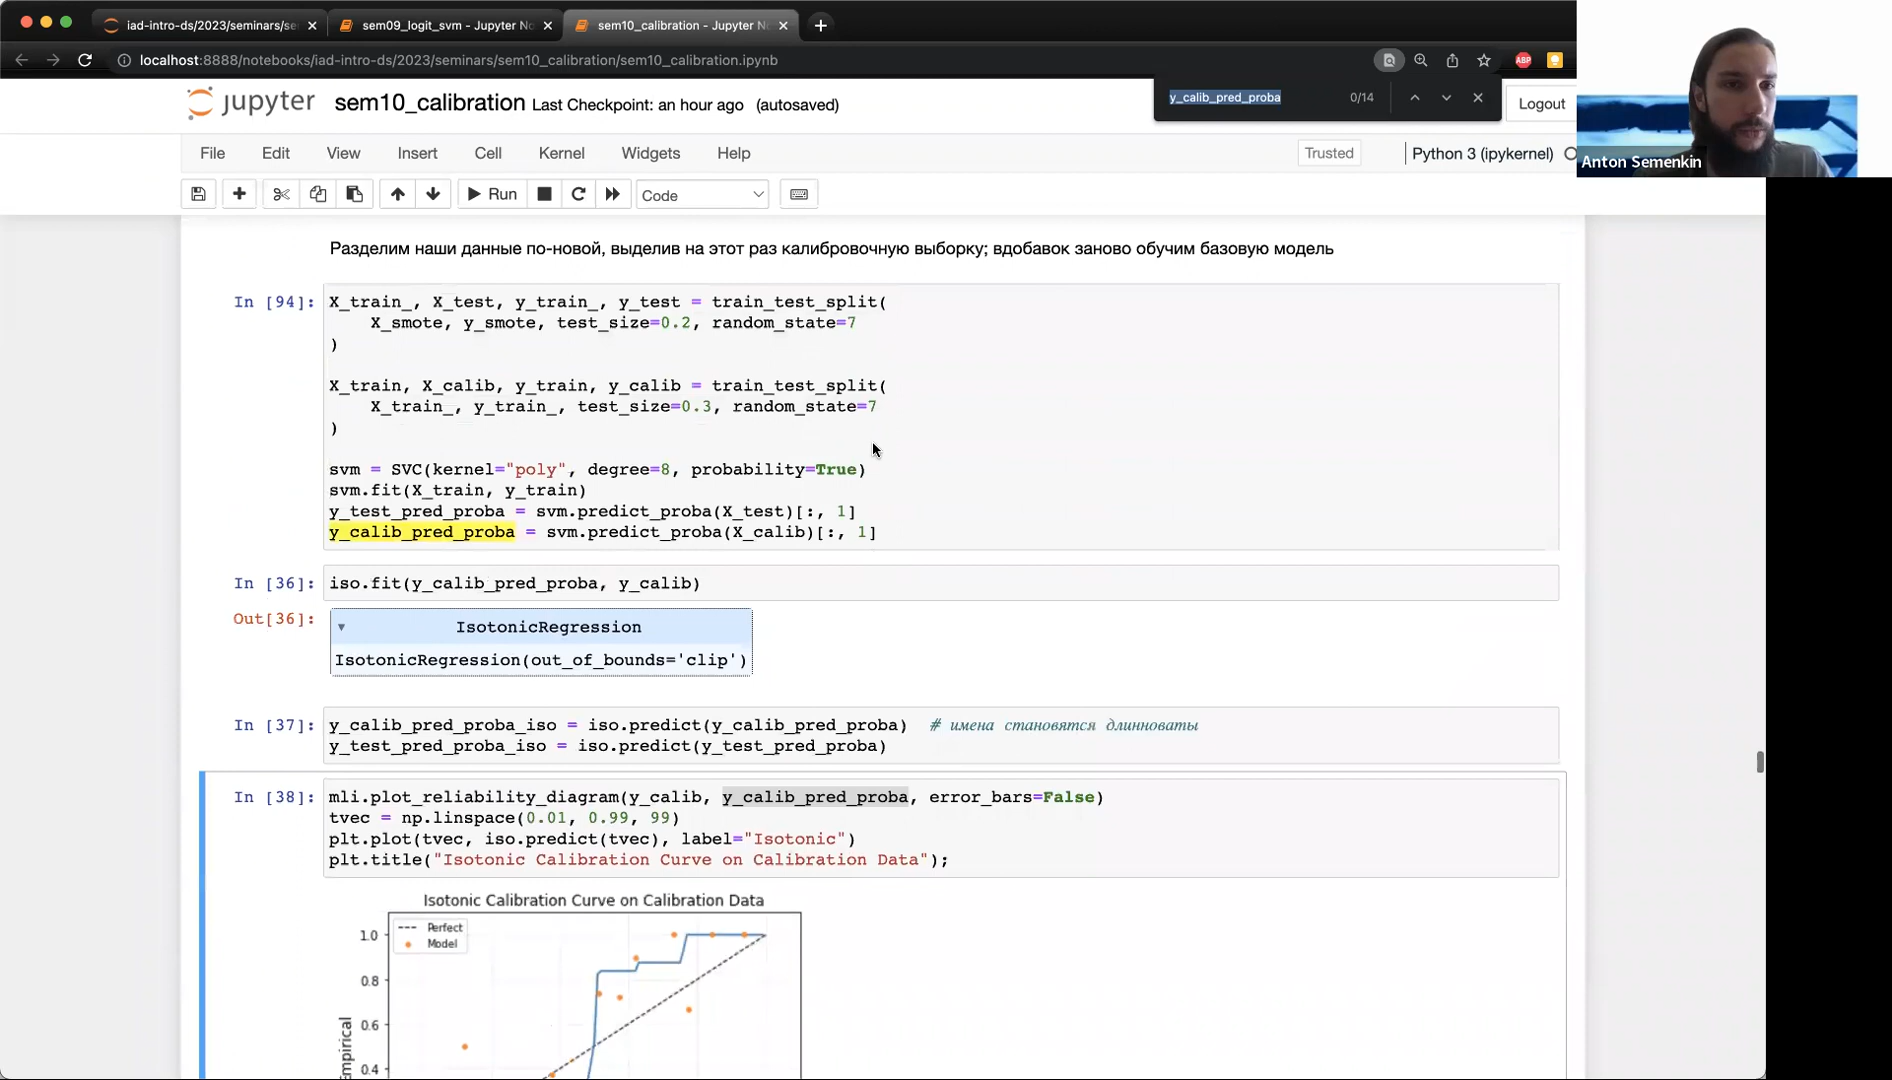 iad-intro-ds/2023/seminars/se
sem09_logit_svm - Jupyter No
sem10_calibration - Jupyter N
localhost:8888/notebooks/iad-intro-ds/2023/seminars/sem10_calibration/sem10_calibration.ipynb
ABP
y_calib_pred_proba 0/14
jupyter sem10_calibration Last Checkpoint: an hour ago (autosaved)
Logout
Anton Semenkin
File Edit View Insert Cell Kernel Widgets Help
Trusted
Python 3 (ipykernel)
Run
Code
Разделим наши данные по-новой, выделив на этот раз калибровочную выборку; вдобавок заново обучим базовую модель
In [94]:
X_train_, X_test, y_train_, y_test = train_test_split(
X_smote, y_smote, test_size=0.2, random_state=7
)
X_train, X_calib, y_train, y_calib = train_test_split(
X_train_, y_train_, test_size=0.3, random_state=7
)
svm = SVC(kernel="poly", degree=8, probability=True)
svm.fit(X_train, y_train)
y_test_pred_proba = svm.predict_proba(X_test)[:, 1]
y_calib_pred_proba = svm.predict_proba(X_calib)[:, 1]
In [36]:
iso.fit(y_calib_pred_proba, y_calib)
Out[36]:
IsotonicRegression
IsotonicRegression(out_of_bounds='clip')
In [37]:
y_calib_pred_proba_iso = iso.predict(y_calib_pred_proba) # имена становятся длинноваты
y_test_pred_proba_iso = iso.predict(y_test_pred_proba)
In [38]:
mli.plot_reliability_diagram(y_calib, y_calib_pred_proba, error_bars=False)
tvec = np.linspace(0.01, 0.99, 99)
plt.plot(tvec, iso.predict(tvec), label="Isotonic")
plt.title("Isotonic Calibration Curve on Calibration Data");
Isotonic Calibration Curve on Calibration Data
Perfect
Model
1.0
0.8
0.6
0.4
Empirical